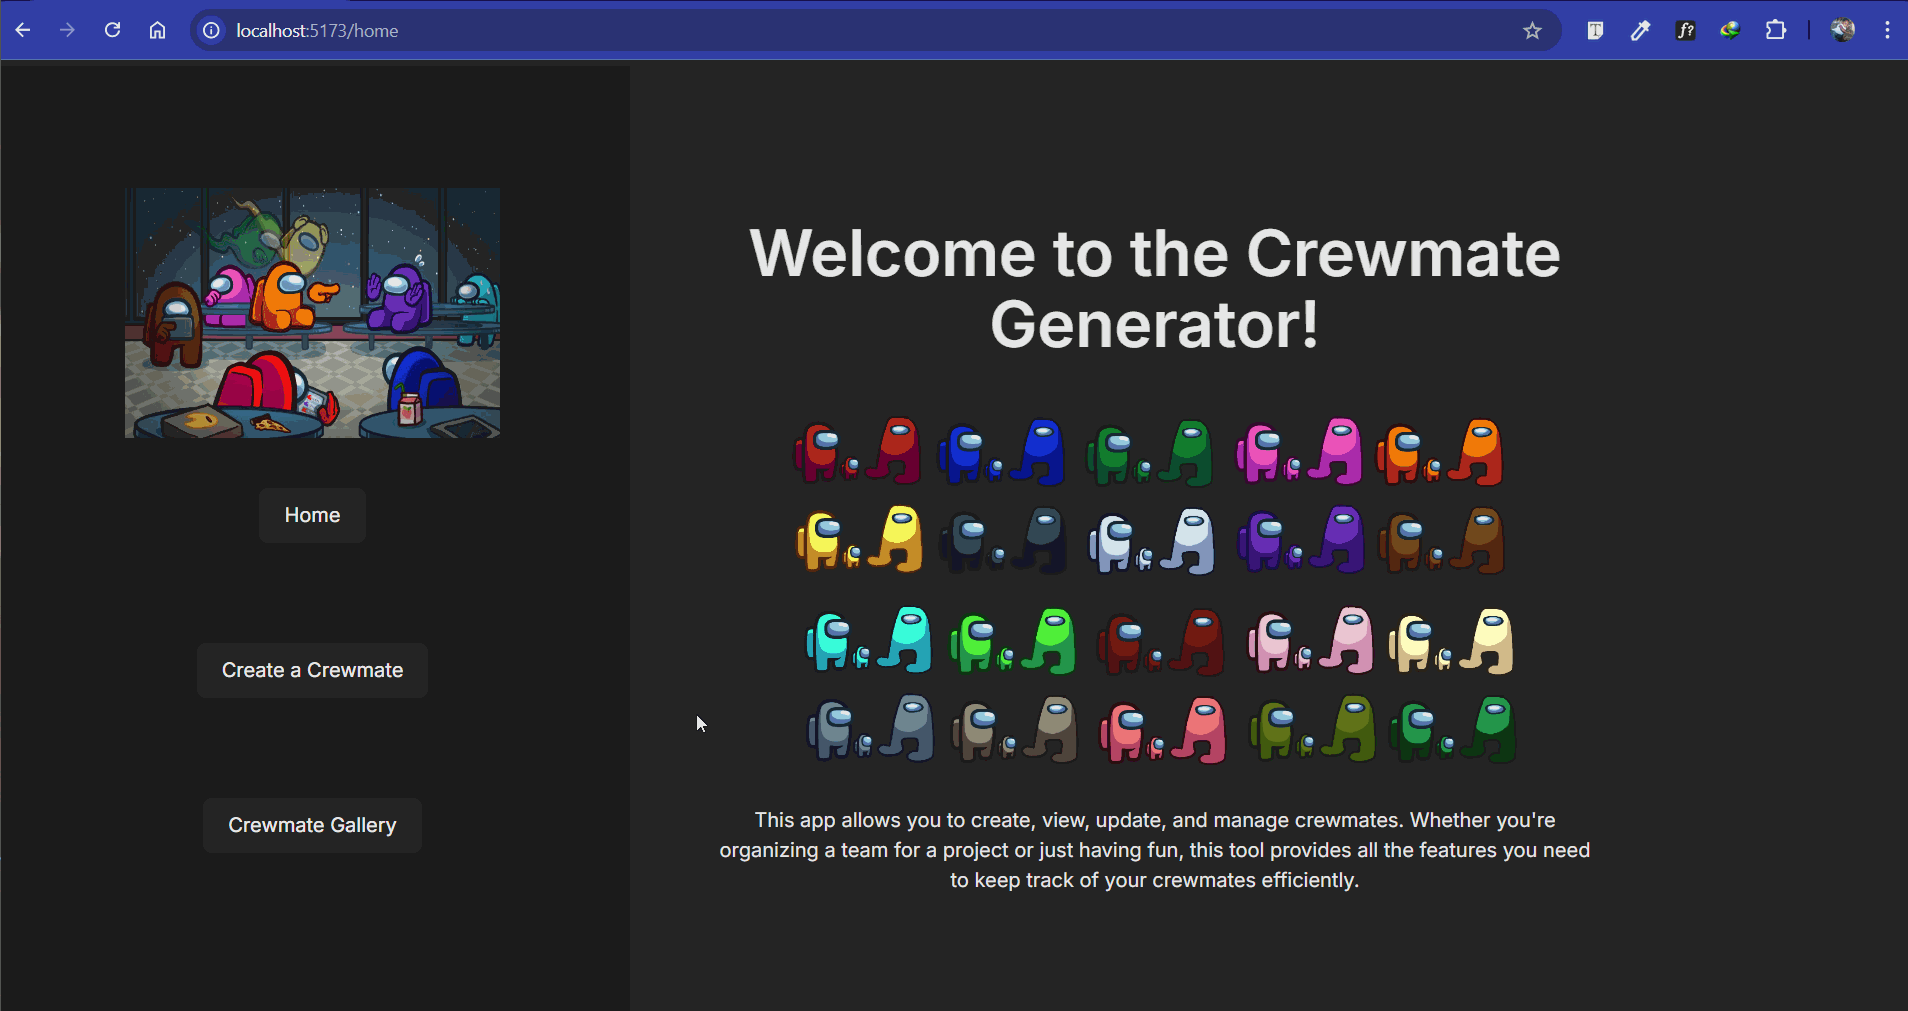 localhost:5173/home
Home
Create a Crewmate
Crewmate Gallery
Welcome to the Crewmate
Generator!
This app allows you to create, view, update, and manage crewmates. Whether you're
organizing a team for a project or just having fun, this tool provides all the features you need
to keep track of your crewmates efficiently.